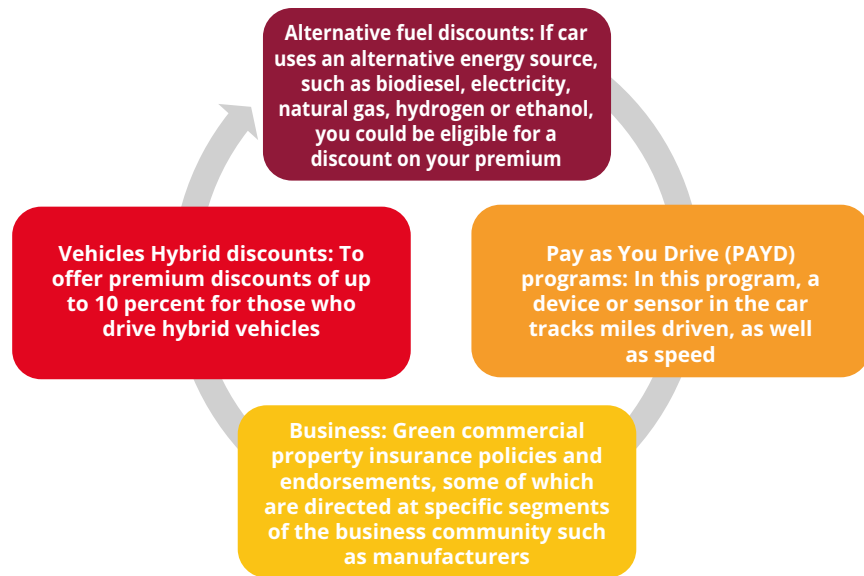 Alternative fuel discounts: If car
uses an alternative energy source,
such as biodiesel, electricity,
natural gas, hydrogen or ethanol,
you could be eligible for a
discount on your premium
Vehicles Hybrid discounts: To
offer premium discounts of up
to 10 percent for those who
drive hybrid vehicles
Pay as You Drive (PAYD)
programs: In this program, a
device or sensor in the car
tracks miles driven, as well
as speed
Business: Green commercial
property insurance policies and
endorsements, some of which
are directed at specific segments
of the business community such
as manufacturers